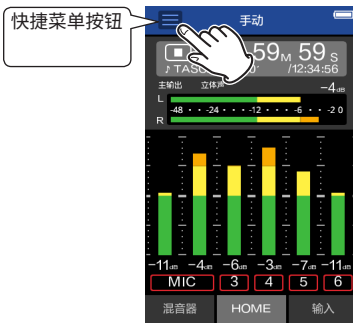 快捷菜单按钮
手动
59M 59S
♪ TASC
/12:34:56
主输出 立体声
-4dB
L
-48 · · -24 · · · · -12 · · · -6 · · -2 0
R
-11dB -4dB -6dB -3dB -7dB -11dB
MIC 3 4 5 6
混音器 HOME 输入